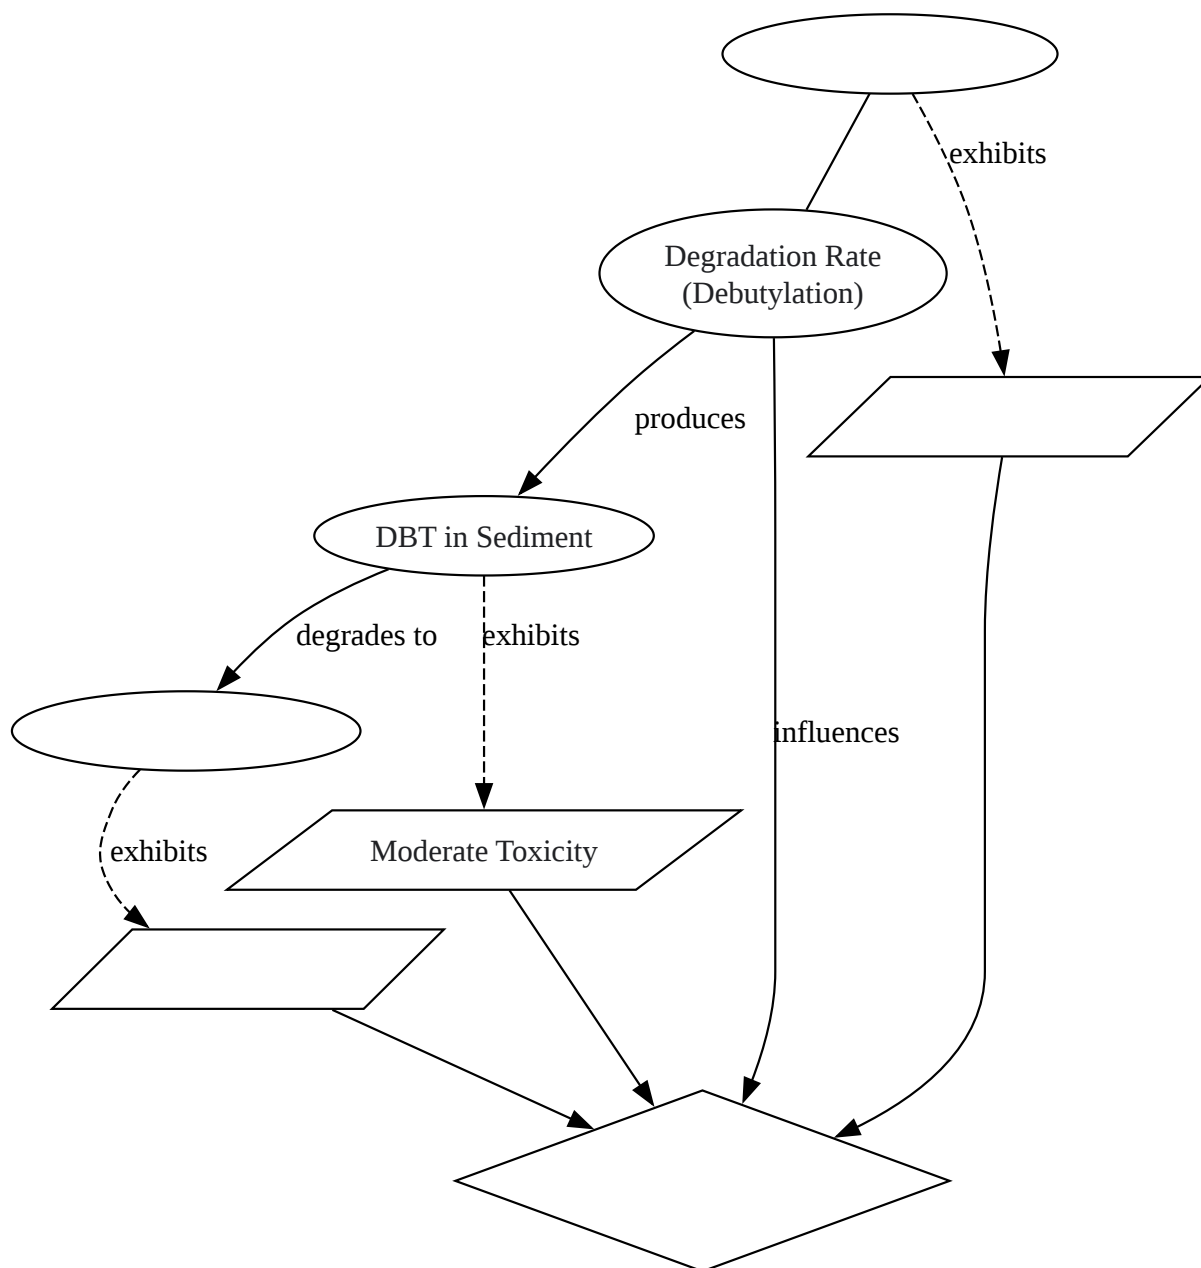 exhibits
Degradation Rate
(Debutylation)
produces
DBT in Sediment
degrades to
exhibits
influences
exhibits
Moderate Toxicity